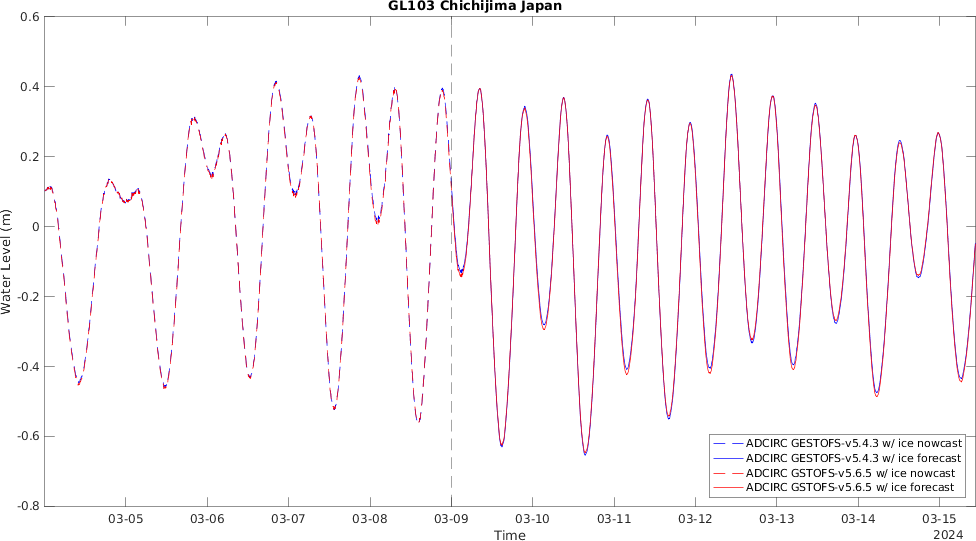 GL103 Chichijima Japan
0.6
0.4
0.2
0
-0.2
-0.4
-0.6
-0.8
Water Level (m)
ADCIRC GESTOFS-v5.4.3 w/ ice nowcast
ADCIRC GESTOFS-v5.4.3 w/ ice forecast
ADCIRC GSTOFS-v5.6.5 w/ ice nowcast
ADCIRC GSTOFS-v5.6.5 w/ ice forecast
03-05 03-06 03-07 03-08 03-09 03-10 03-11 03-12 03-13 03-14 03-15
Time
2024